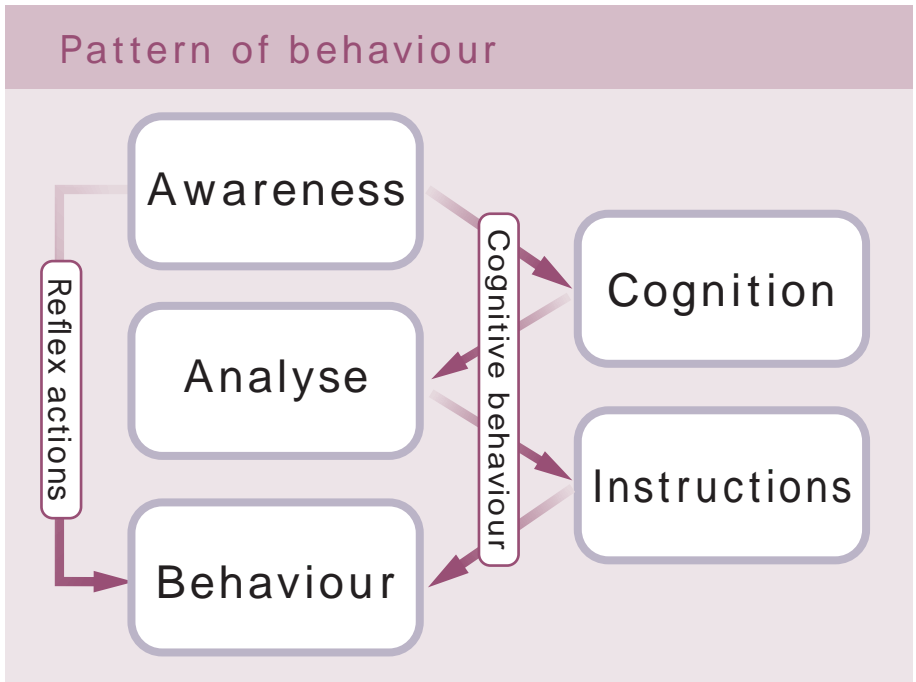 Pattern of behaviour
Awareness
Cognitive behaviour
Cognition
Reflex actions
Analyse
Instructions
Behaviour